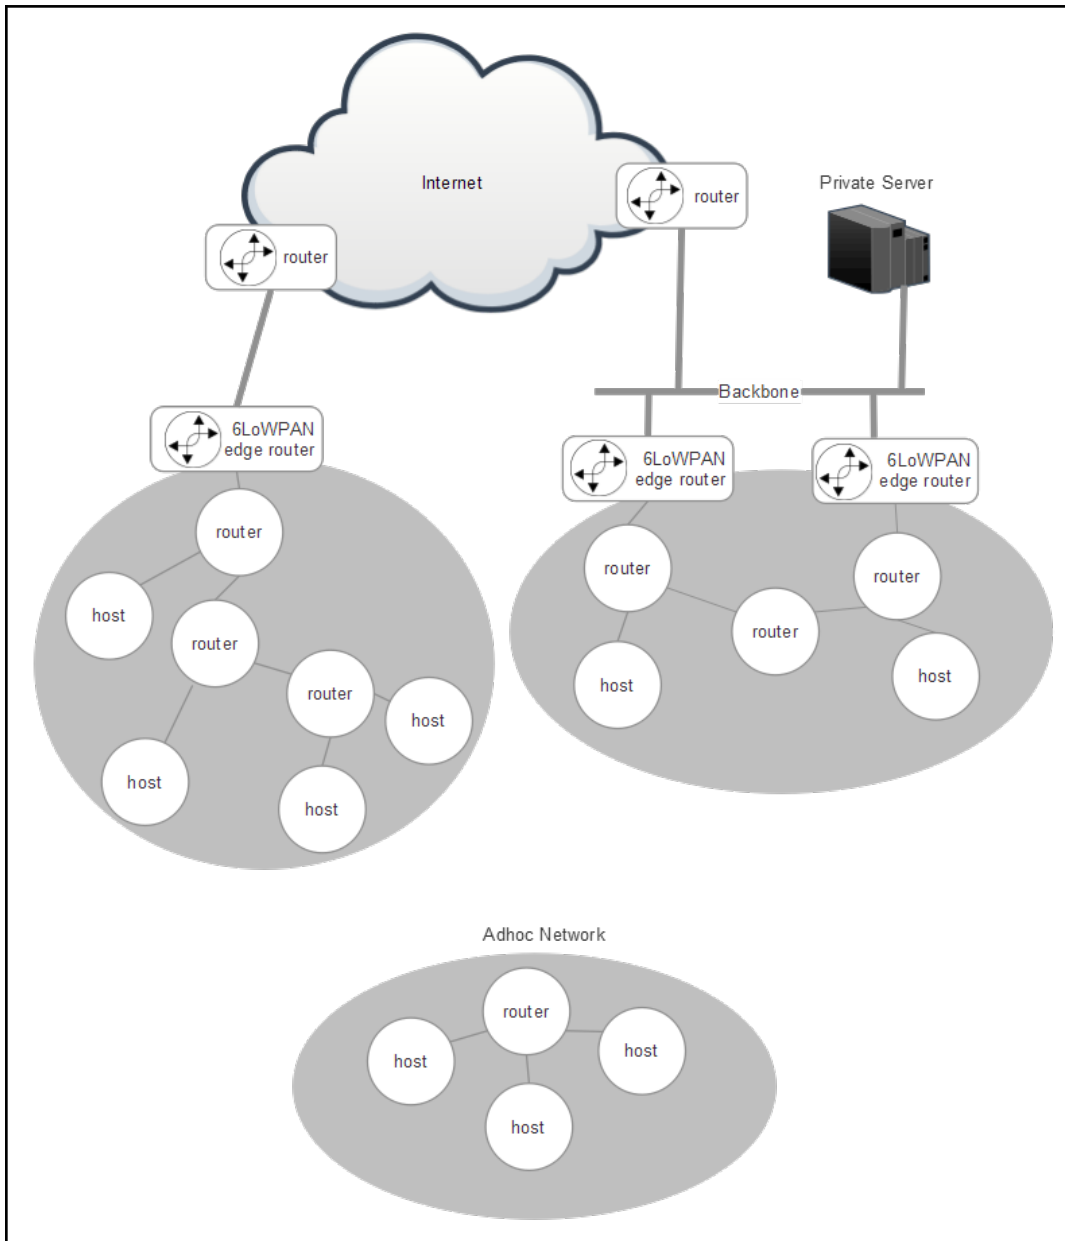 Internet
router
Private Server
router
Backbone
6LoWPAN
edge router
6LoWPAN
edge router
6LoWPAN
edge router
router
host
router
router
host
host
host
router
router
router
host
host
Adhoc Network
router
host
host
host